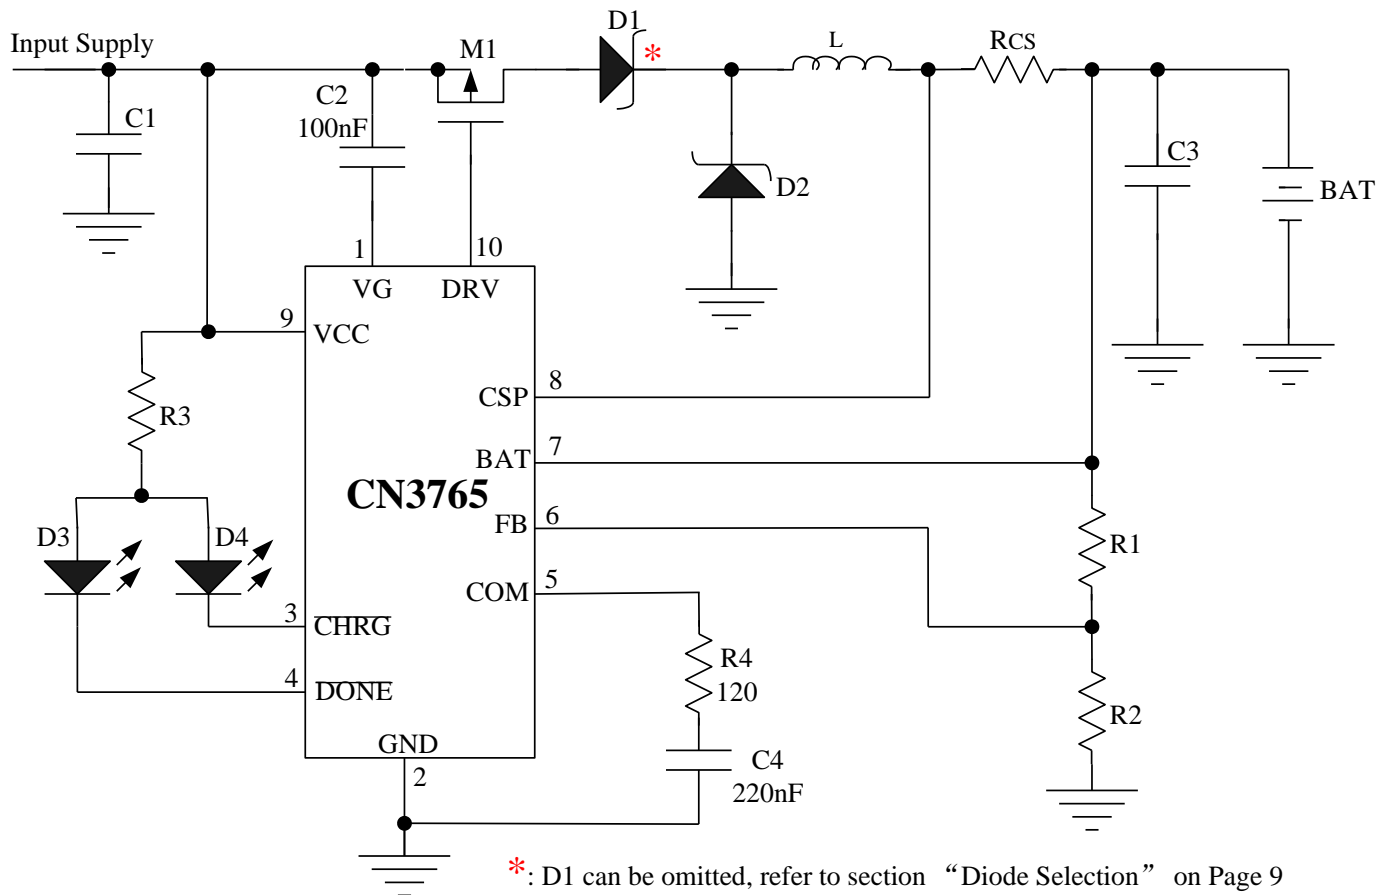 D1
Input Supply
M1
*
L
RCS
C2
100nF
C1
C3
D2
BAT
1
10
VG
DRV
9
VCC
8
CSP
R3
7
BAT
CN3765
6
FB
D3
D4
R1
5
COM
3
CHRG
R4
120
4
DONE
R2
GND
2
C4
220nF
*: D1 can be omitted, refer to section “Diode Selection” on Page 9